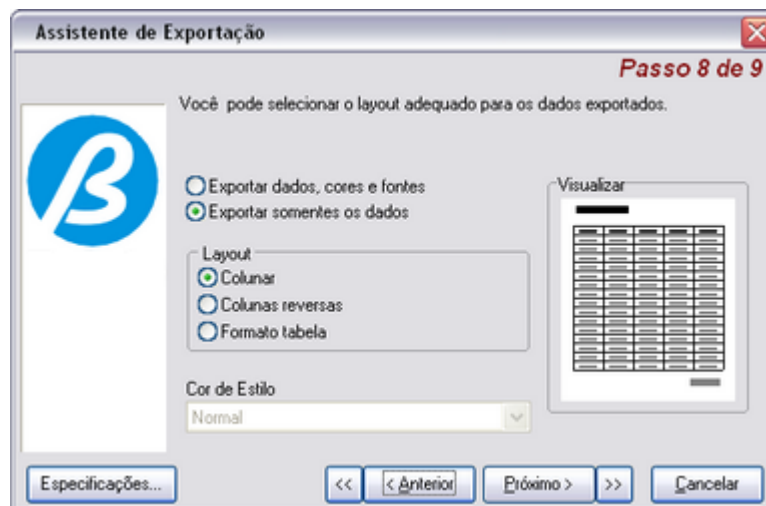 Assistente de Exportação
Passo 8 de 9
Você pode selecionar o layout adequado para os dados exportados.
Exportar dados, cores e fontes
Exportar somentes os dados
Visualizar
Layout
Colunar
Colunas reversas
Formato tabela
Cor de Estilo
Normal
Especificações... << < Anterior Próximo > >> Cancelar